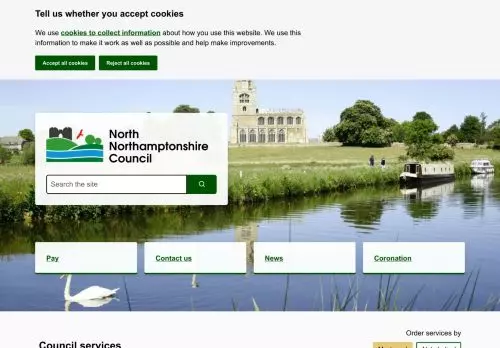 Tell us whether you accept cookies
We use cookies to collect information about how you use this website. We use this
information to make it work as well as possible and help make improvements.
Accept all cookies
Reject all cookies
North
Northamptonshire
Council
Search the site
Pay
Contact us
News
Coronation
Order services by
Council services